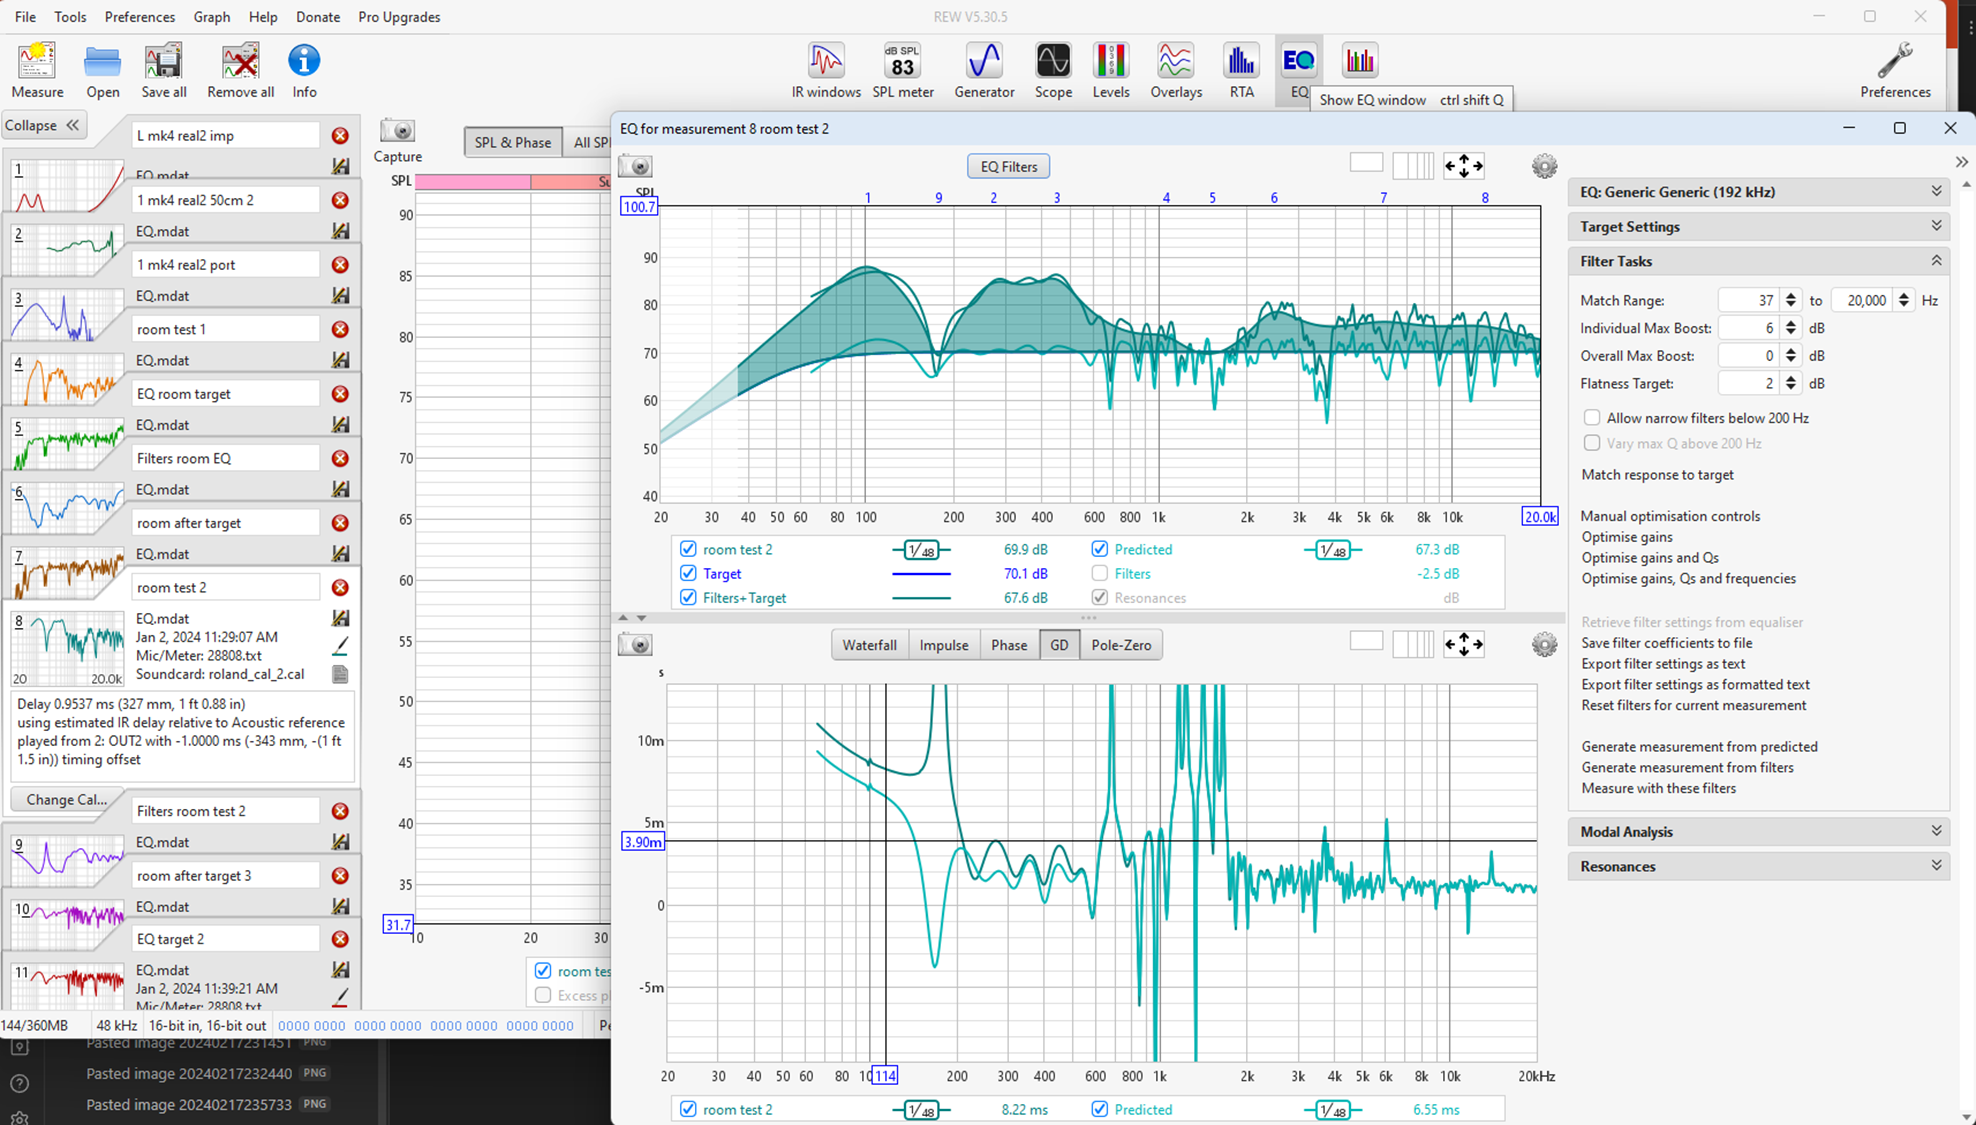 File Tools Preferences Graph Help Donate Pro Upgrades
REW V5.30.5
Measure Open Save all Remove all Info
IR windows SPL meter Generator Scope Levels Overlays RTA EQ
dB SPL
83
EQ
Preferences
Show EQ window ctrl shift Q
Collapse
L mk4 real2 imp
1
EQ.mdat
1 mk4 real2 50cm 2
2
EQ.mdat
1 mk4 real2 port
3
EQ.mdat
room test 1
4
EQ.mdat
EQ room target
5
EQ.mdat
Filters room EQ
6
EQ.mdat
room after target
7
EQ.mdat
room test 2
8
EQ.mdat
Jan 2, 2024 11:29:07 AM
Mic/Meter: 28808.txt
Soundcard: roland_cal_2.cal
20 20.0k
Delay 0.9537 ms (327 mm, 1 ft 0.88 in)
using estimated IR delay relative to Acoustic reference
played from 2: OUT2 with -1.0000 ms (-343 mm, -(1 ft
1.5 in)) timing offset
Change Cal...
Filters room test 2
9
EQ.mdat
room after target 3
10
EQ.mdat
EQ target 2
11
EQ.mdat
Jan 2, 2024 11:39:21 AM
Mic/Meter: 28808.txt
144/360MB 48 kHz 16-bit in, 16-bit out 0000 0000 0000 0000 0000 0000 0000 0000 Pe
Pasted image 20240217231451 PNG
Pasted image 20240217232440 PNG
Pasted image 20240217235733 PNG
Capture
SPL & Phase All SPL
SPL
Su
90
85
80
75
70
65
60
55
50
45
40
35
31.7
10 20 30
room tes
Excess p
EQ for measurement 8 room test 2
EQ Filters
SPL
100.7
1 9 2 3 4 5 6 7 8
90
80
70
60
50
40
20 30 40 50 60 80 100 200 300 400 600 800 1k 2k 3k 4k 5k 6k 8k 10k 20.0k
room test 2 1/48 69.9 dB Predicted 1/48 67.3 dB
Target 70.1 dB Filters -2.5 dB
Filters+Target 67.6 dB Resonances dB
Waterfall Impulse Phase GD Pole-Zero
s
10m
5m
3.90m
0
-5m
20 30 40 50 60 80 10 114 200 300 400 600 800 1k 2k 3k 4k 5k 6k 8k 10k 20kHz
room test 2 1/48 8.22 ms Predicted 1/48 6.55 ms
EQ: Generic Generic (192 kHz)
Target Settings
Filter Tasks
Match Range: 37 to 20,000 Hz
Individual Max Boost: 6 dB
Overall Max Boost: 0 dB
Flatness Target: 2 dB
Allow narrow filters below 200 Hz
Vary max Q above 200 Hz
Match response to target
Manual optimisation controls
Optimise gains
Optimise gains and Qs
Optimise gains, Qs and frequencies
Retrieve filter settings from equaliser
Save filter coefficients to file
Export filter settings as text
Export filter settings as formatted text
Reset filters for current measurement
Generate measurement from predicted
Generate measurement from filters
Measure with these filters
Modal Analysis
Resonances